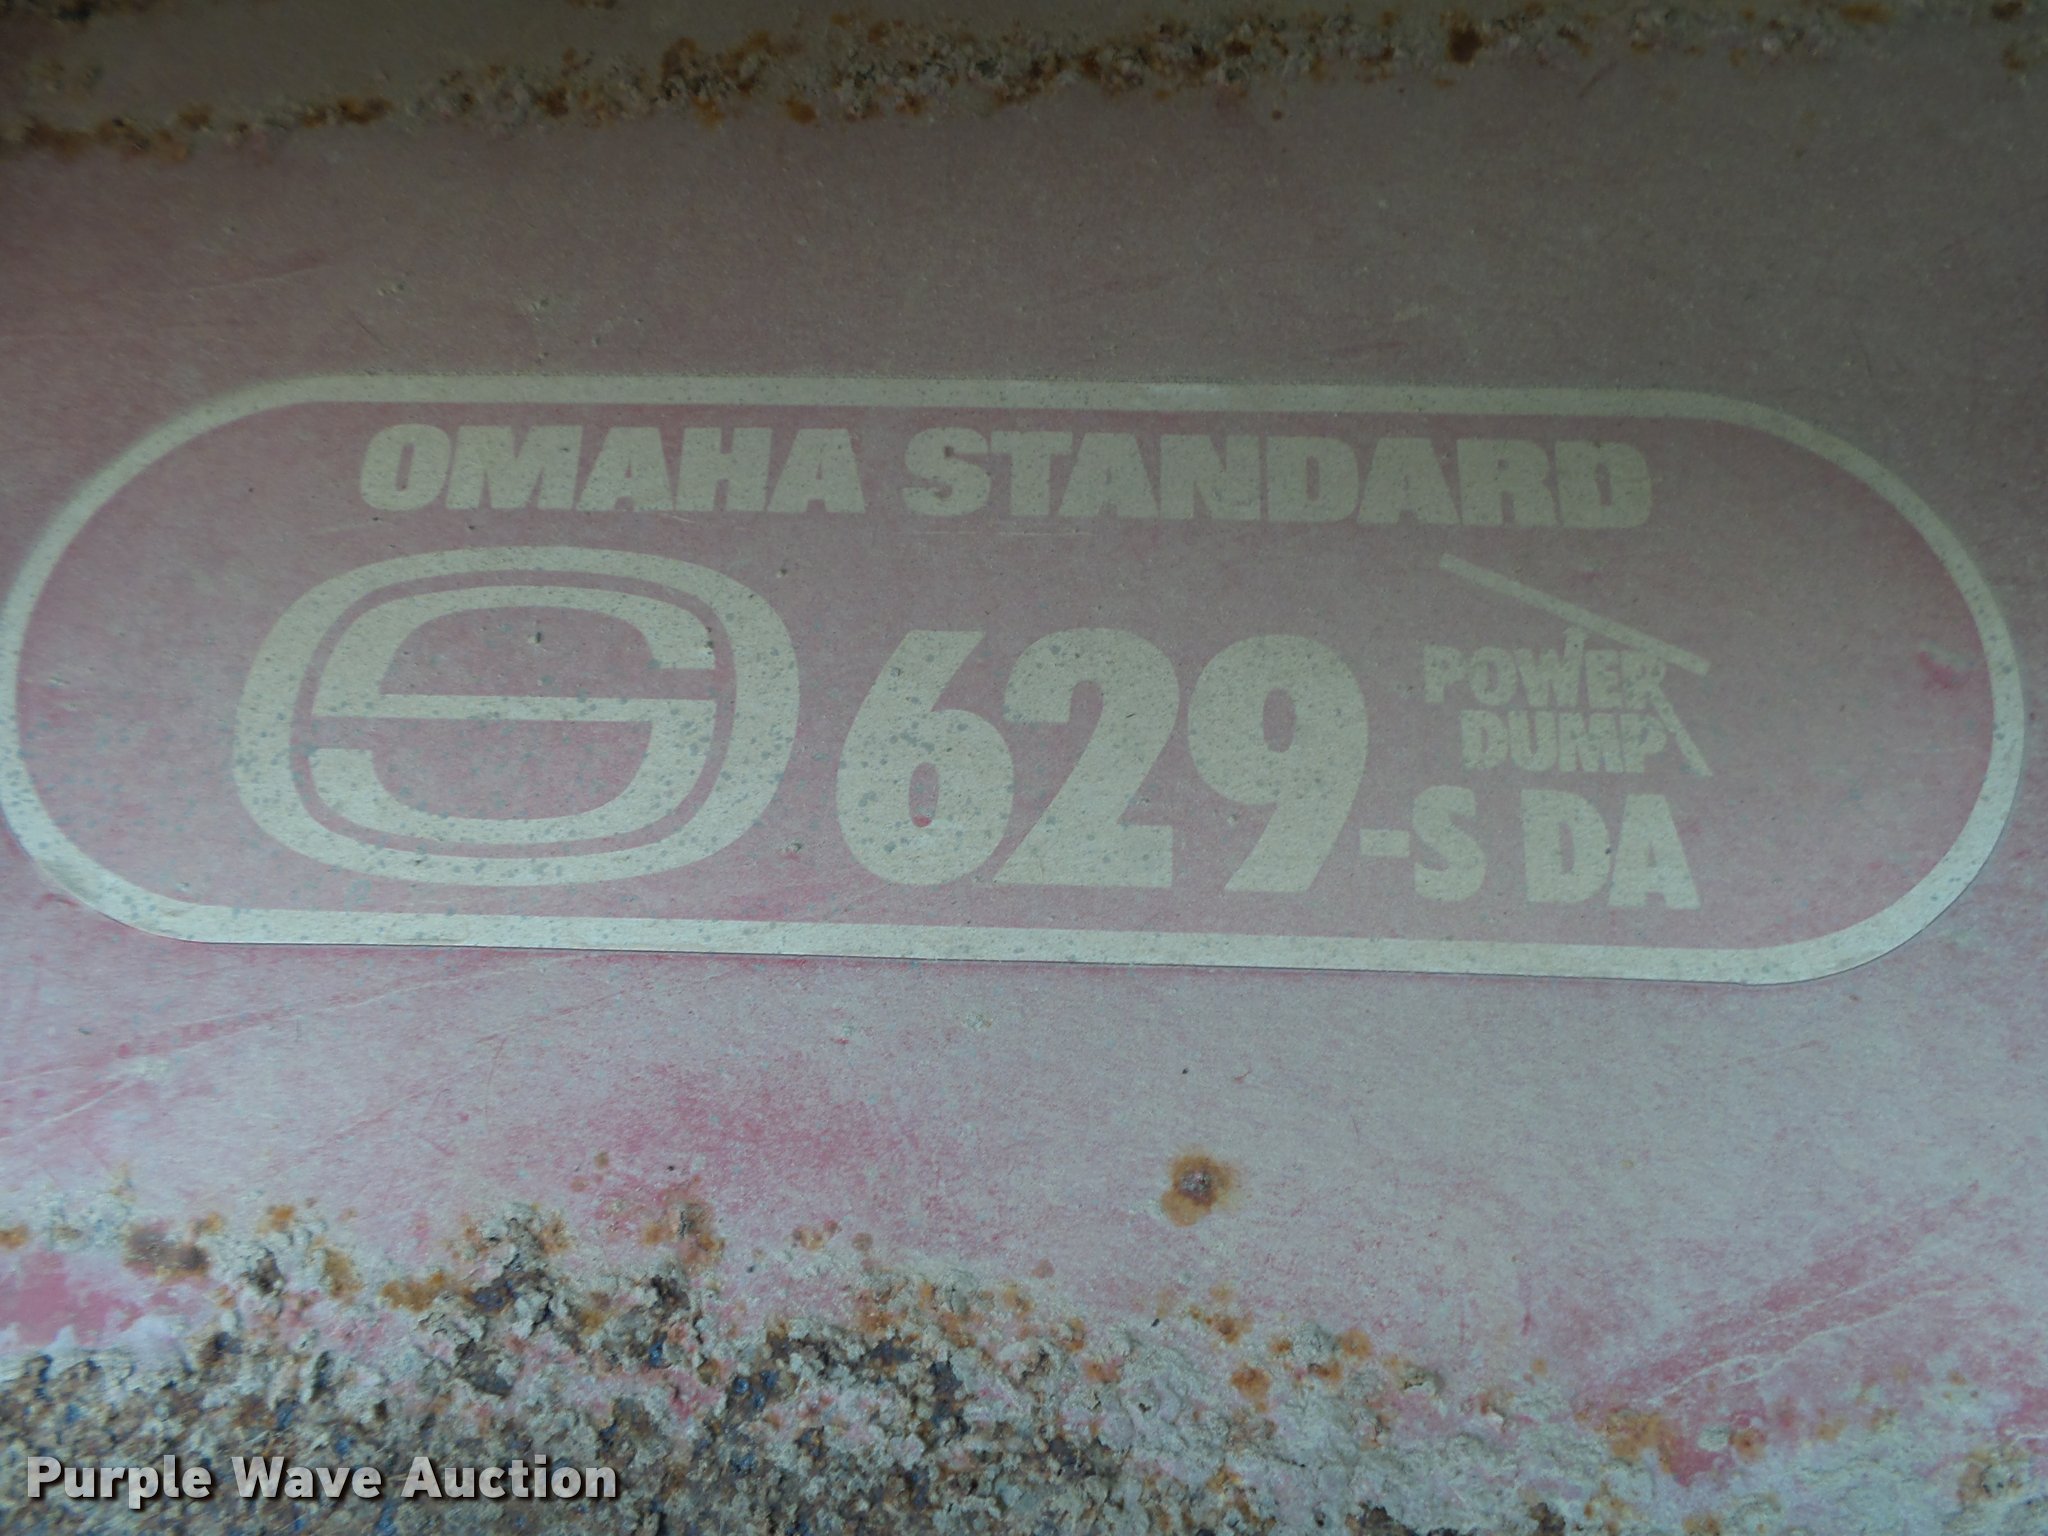 OMAHA STANDARD
629-S DA
POWER
DUMP
Purple Wave Auction